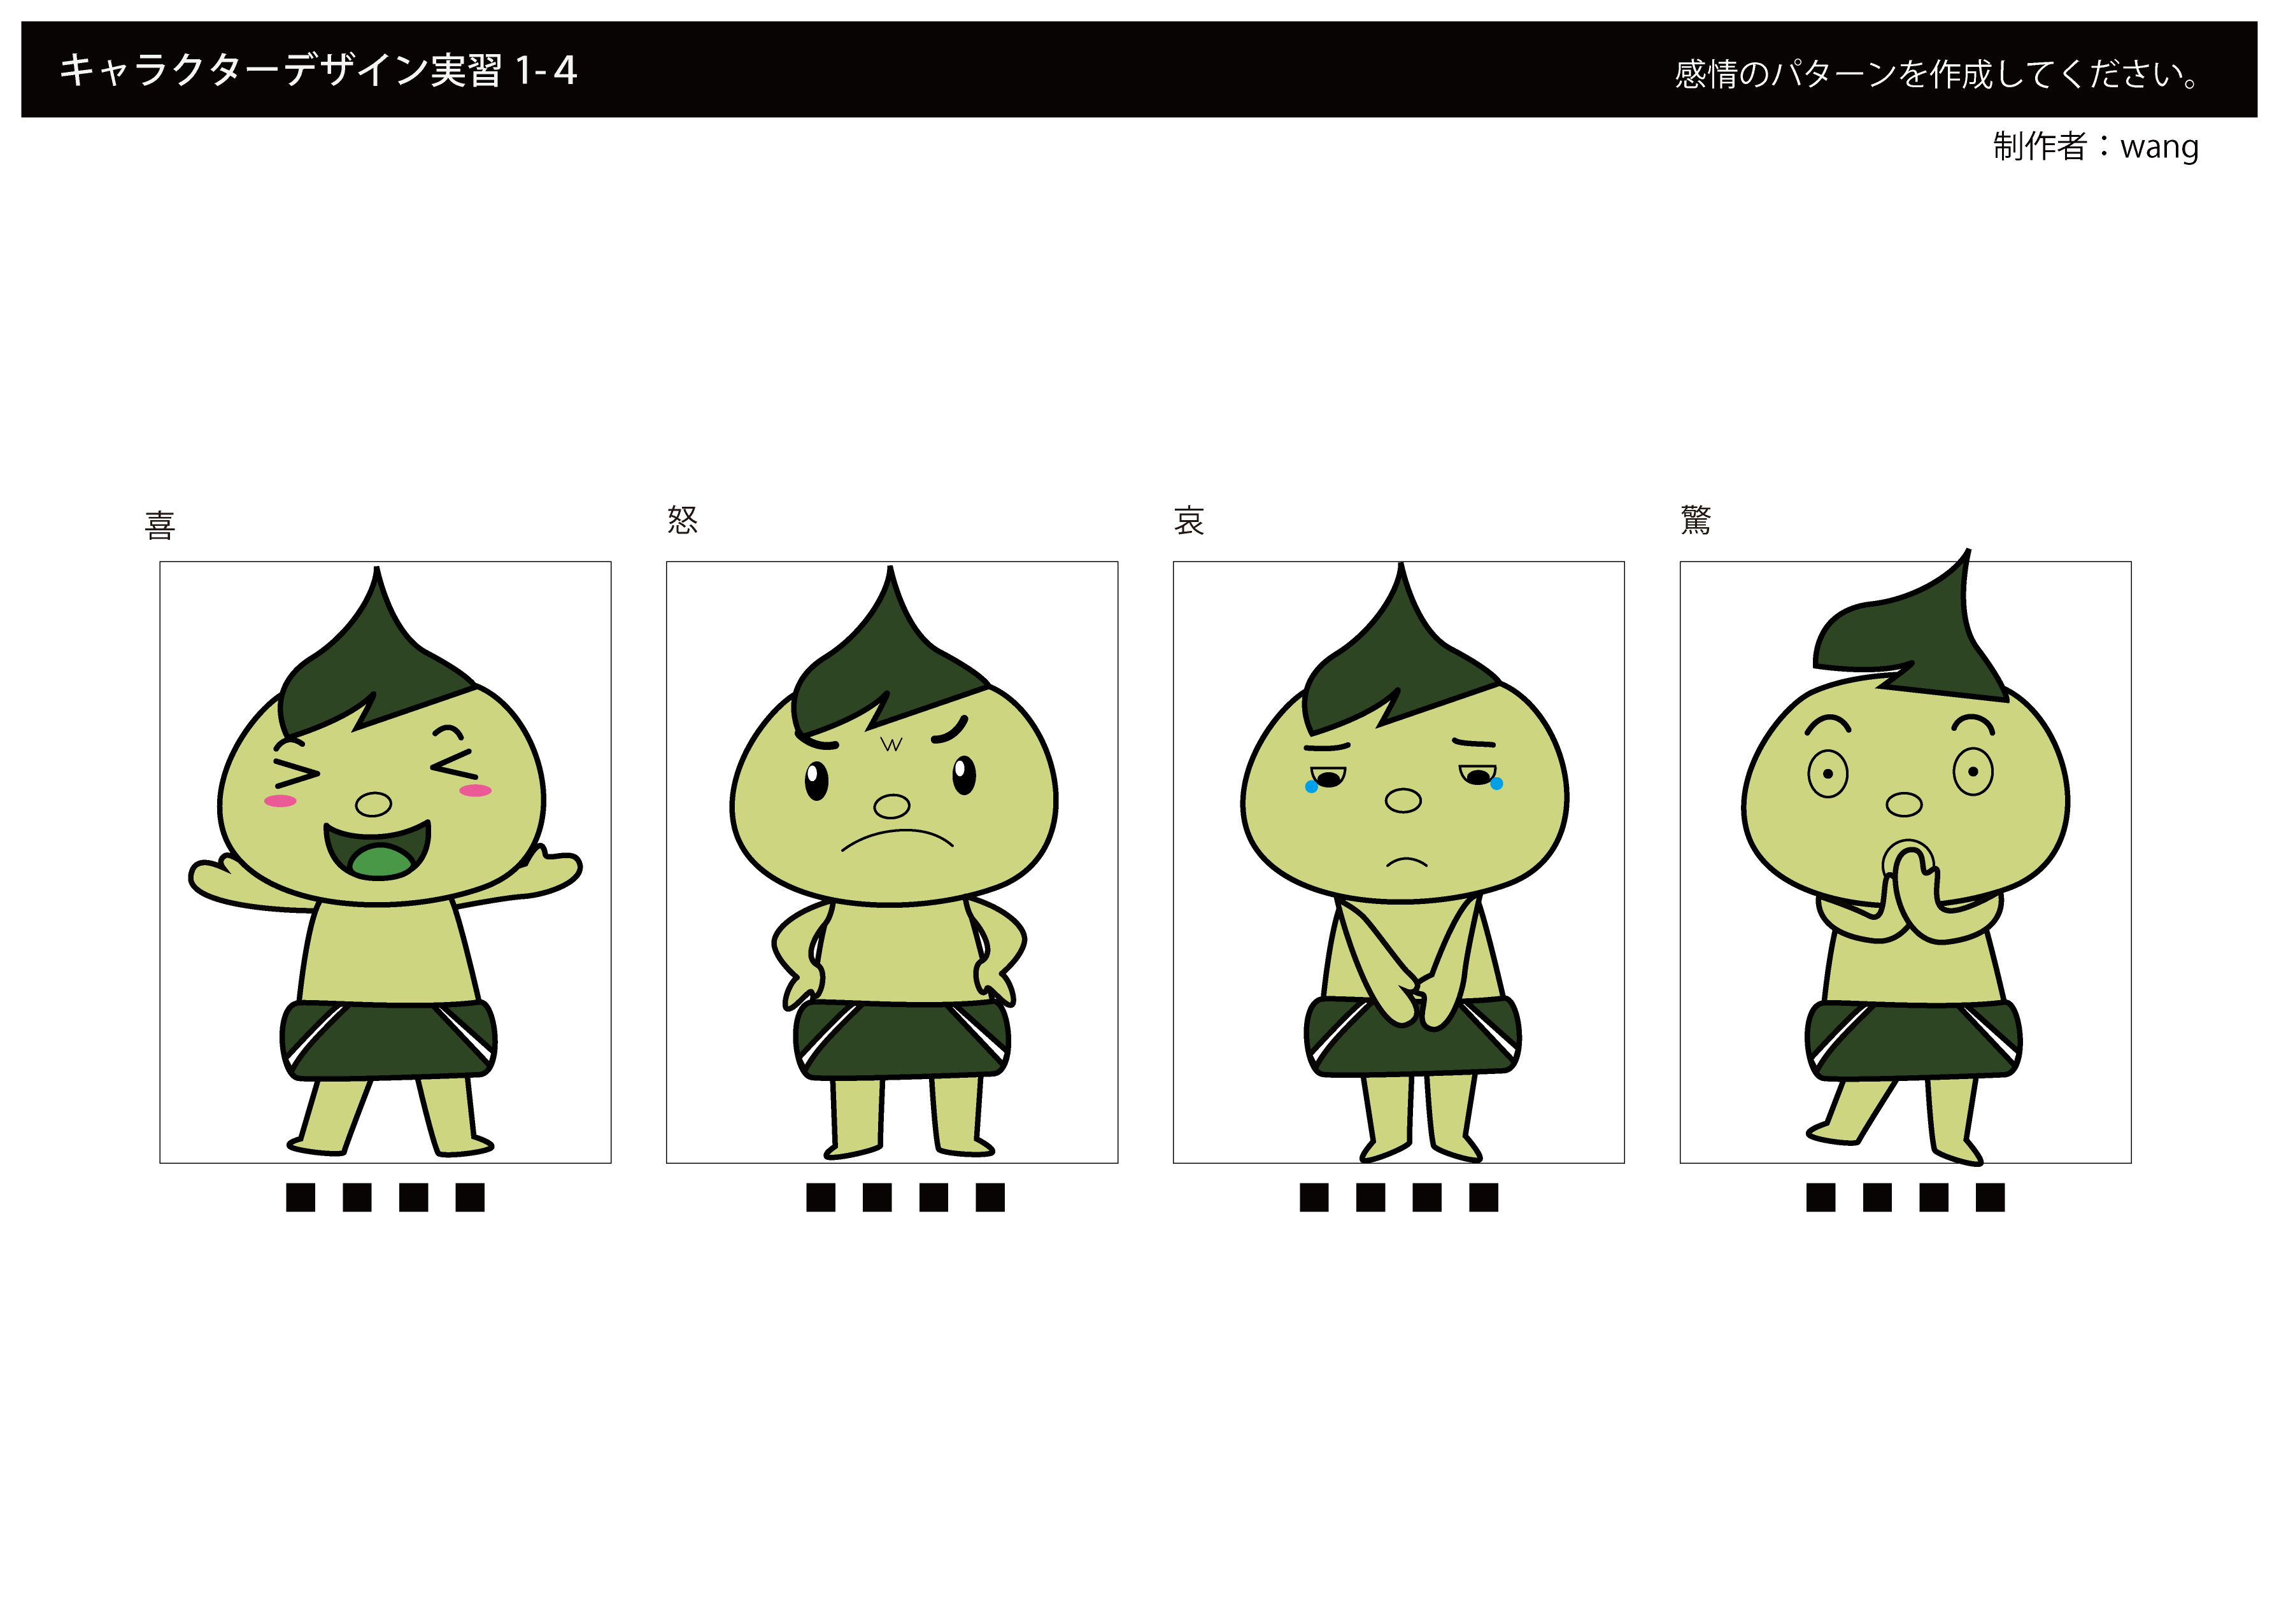 キャラクターデザイン実習 1-4
感情のパターンを作成してください。
制作者：wang
喜
怒
哀
驚
■ ■ ■ ■
■ ■ ■ ■
■ ■ ■ ■
■ ■ ■ ■